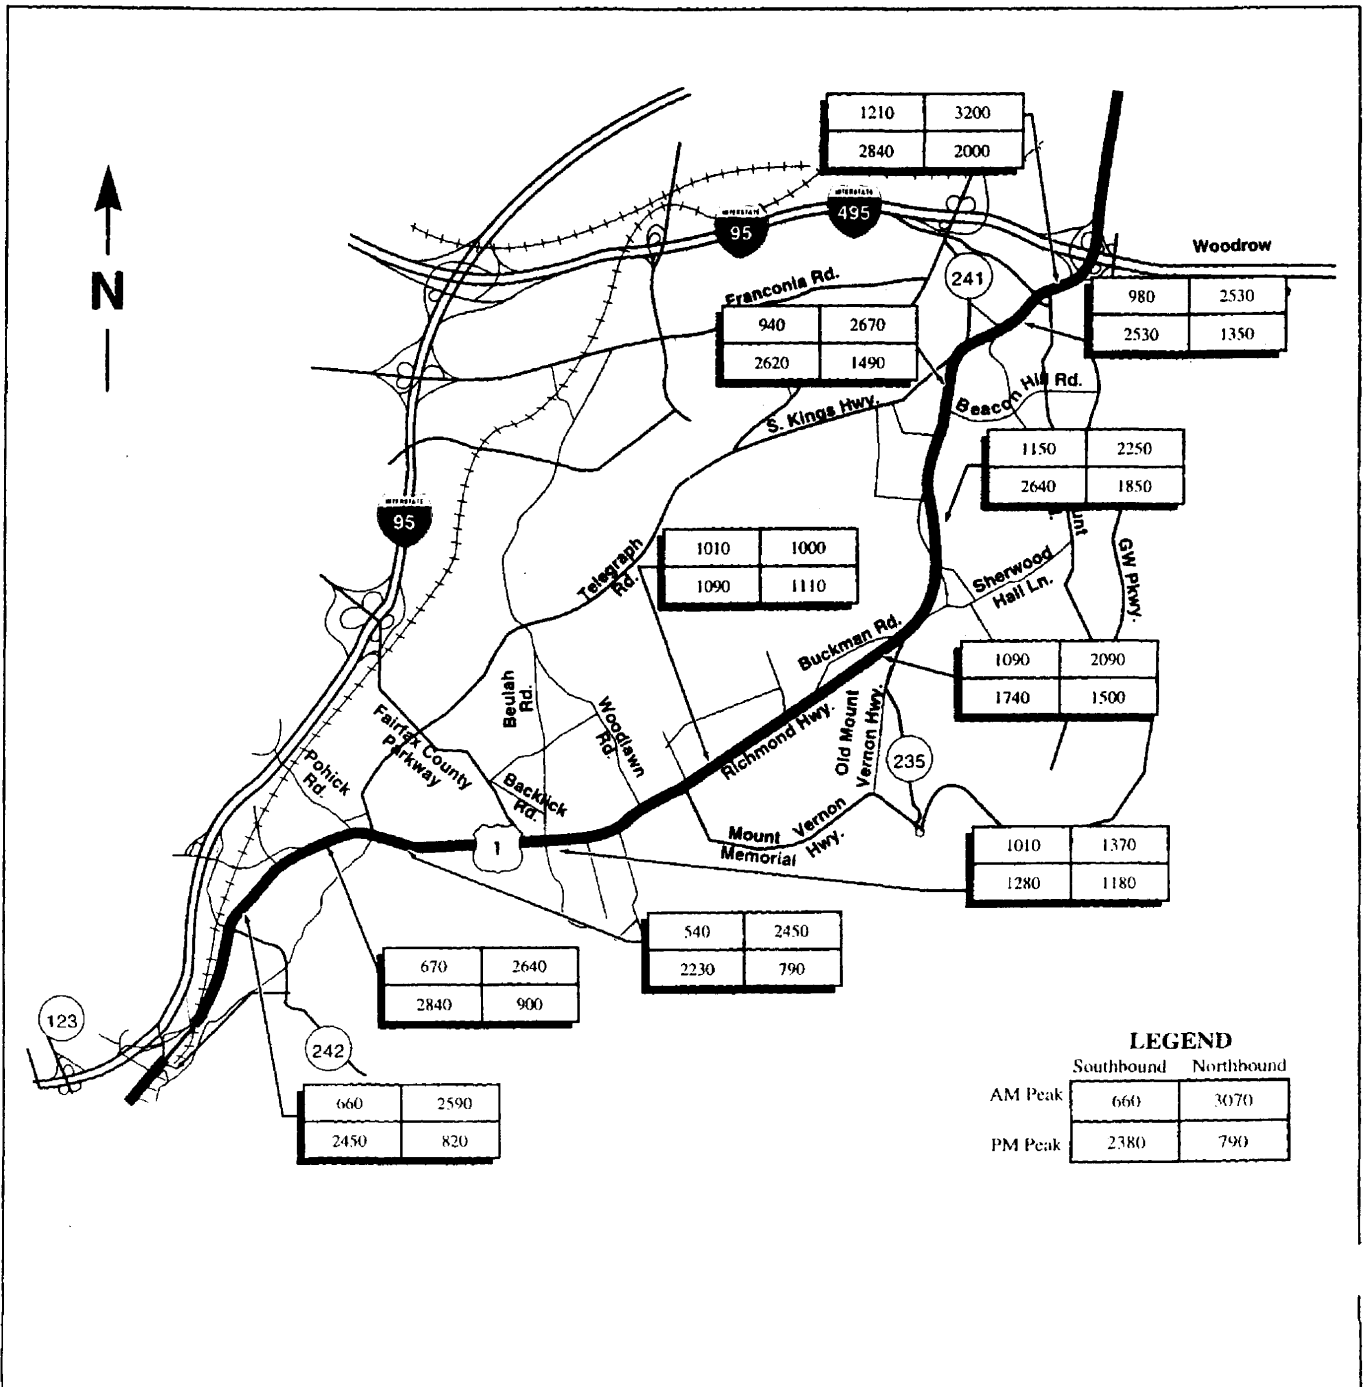 1210 3200
2840 2000
INTERSTATE
495
INTERSTATE
95
Woodrow
N
241
Franconia Rd.
980 2530
2530 1350
940 2670
2620 1490
Beacon Hill Rd.
S. Kings Hwy.
1150 2250
2640 1850
INTERSTATE
95
unt
GW Pkwy.
Telegraph
Rd.
1010 1000
1090 1110
Sherwood
Hall Ln.
Buckman Rd.
1090 2090
1740 1500
Beulah
Rd.
Woodlawn
Rd.
Fairfax County
Parkway
Richmond Hwy.
Old Mount
Vernon Hwy.
235
Pohick
Rd.
Backlick
Rd.
Mount Vernon
Memorial Hwy.
1
1010 1370
1280 1180
540 2450
2230 790
670 2640
2840 900
123
242
660 2590
2450 820
LEGEND
Southbound Northbound
AM Peak 660 3070
PM Peak 2380 790